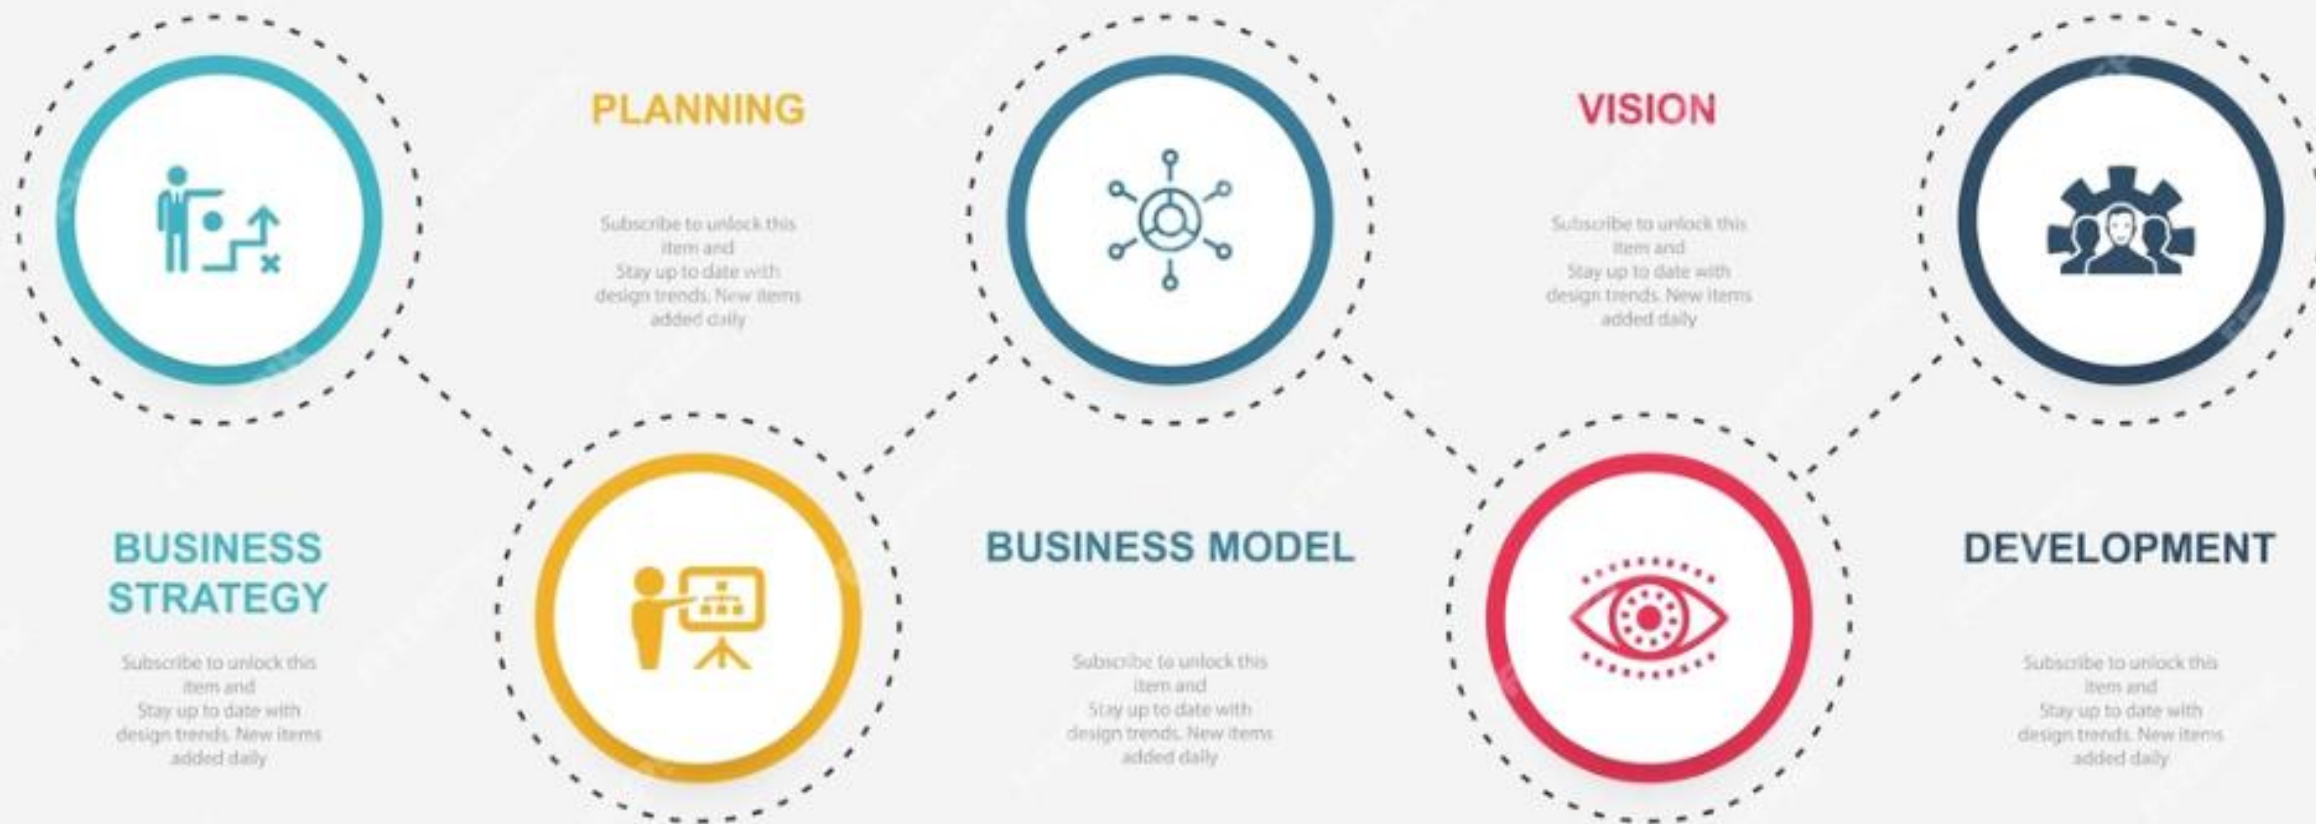 BUSINESS
STRATEGY
Subscribe to unlock this
item and
Stay up to date with
design trends. New items
added daily
PLANNING
Subscribe to unlock this
item and
Stay up to date with
design trends. New items
added daily
BUSINESS MODEL
Subscribe to unlock this
item and
Stay up to date with
design trends. New items
added daily
VISION
Subscribe to unlock this
item and
Stay up to date with
design trends. New items
added daily
DEVELOPMENT
Subscribe to unlock this
item and
Stay up to date with
design trends. New items
added daily